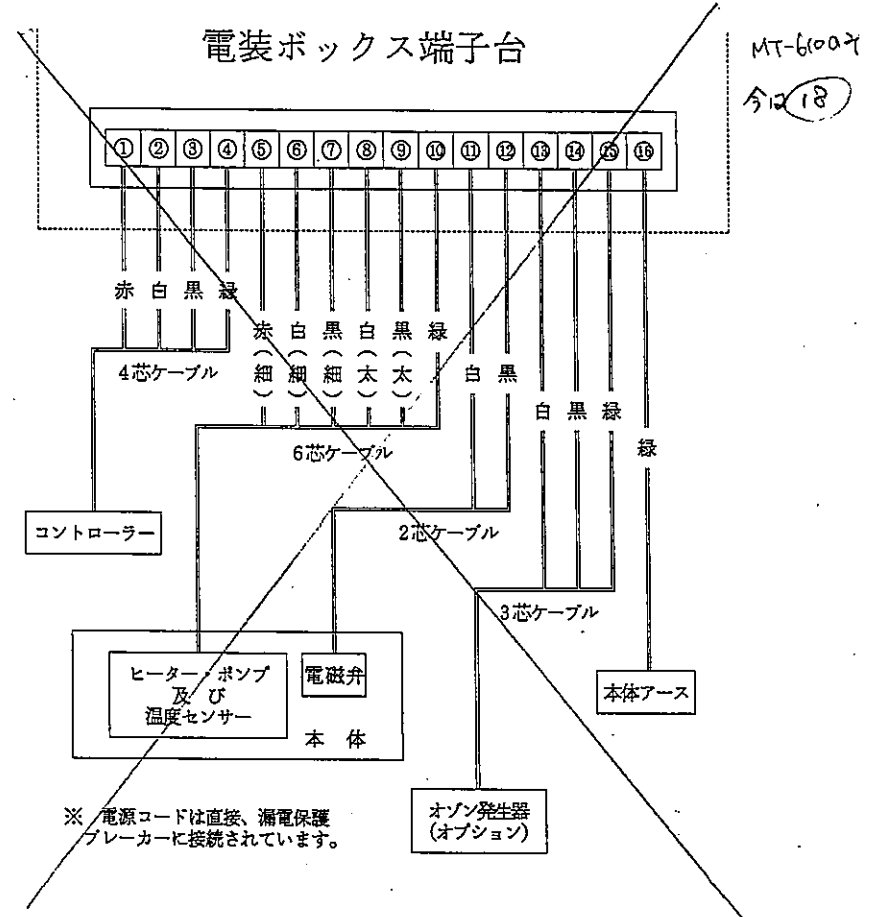 電装ボックス端子台
今は 18
① ② ③ ④ ⑤ ⑥ ⑦ ⑧ ⑨ ⑩ ⑪ ⑫ ⑬ ⑭ ⑮ ⑯
赤 白 黒 緑
4芯ケーブル
赤(細) 白(細) 黒(細) 白(太) 黒(太) 緑
6芯ケーブル
白 黒
2芯ケーブル
白 黒 緑
3芯ケーブル
緑
コントローラー
ヒーター・ポンプ
及び
温度センサー
電磁弁
本体
本体アース
オゾン発生器
(オプション)
※ 電源コードは直接、漏電保護
ブレーカーに接続されています。